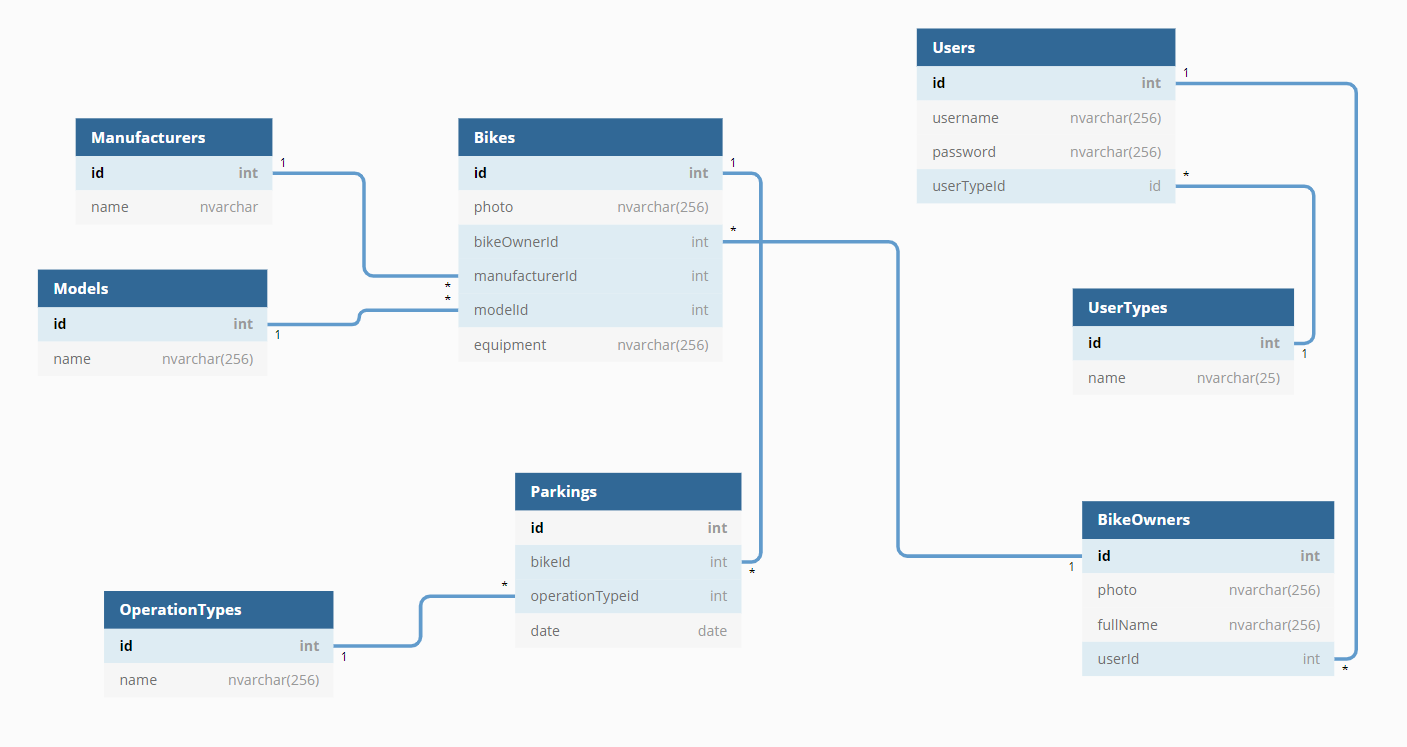 Users
id int
username nvarchar(256)
password nvarchar(256)
userTypeId id
1
*
Manufacturers
id int
name nvarchar
1
Bikes
id int
photo nvarchar(256)
bikeOwnerId int
manufacturerId int
modelId int
equipment nvarchar(256)
1
*
*
*
Models
id int
name nvarchar(256)
1
UserTypes
id int
name nvarchar(25)
1
Parkings
id int
bikeId int
operationTypeid int
date date
*
*
BikeOwners
id int
photo nvarchar(256)
fullName nvarchar(256)
userId int
1
*
OperationTypes
id int
name nvarchar(256)
1